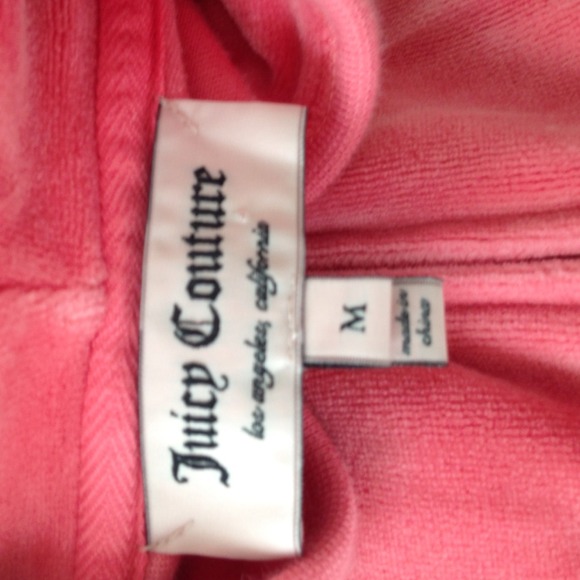 Juicy Couture
los angeles, california
M
made in
china